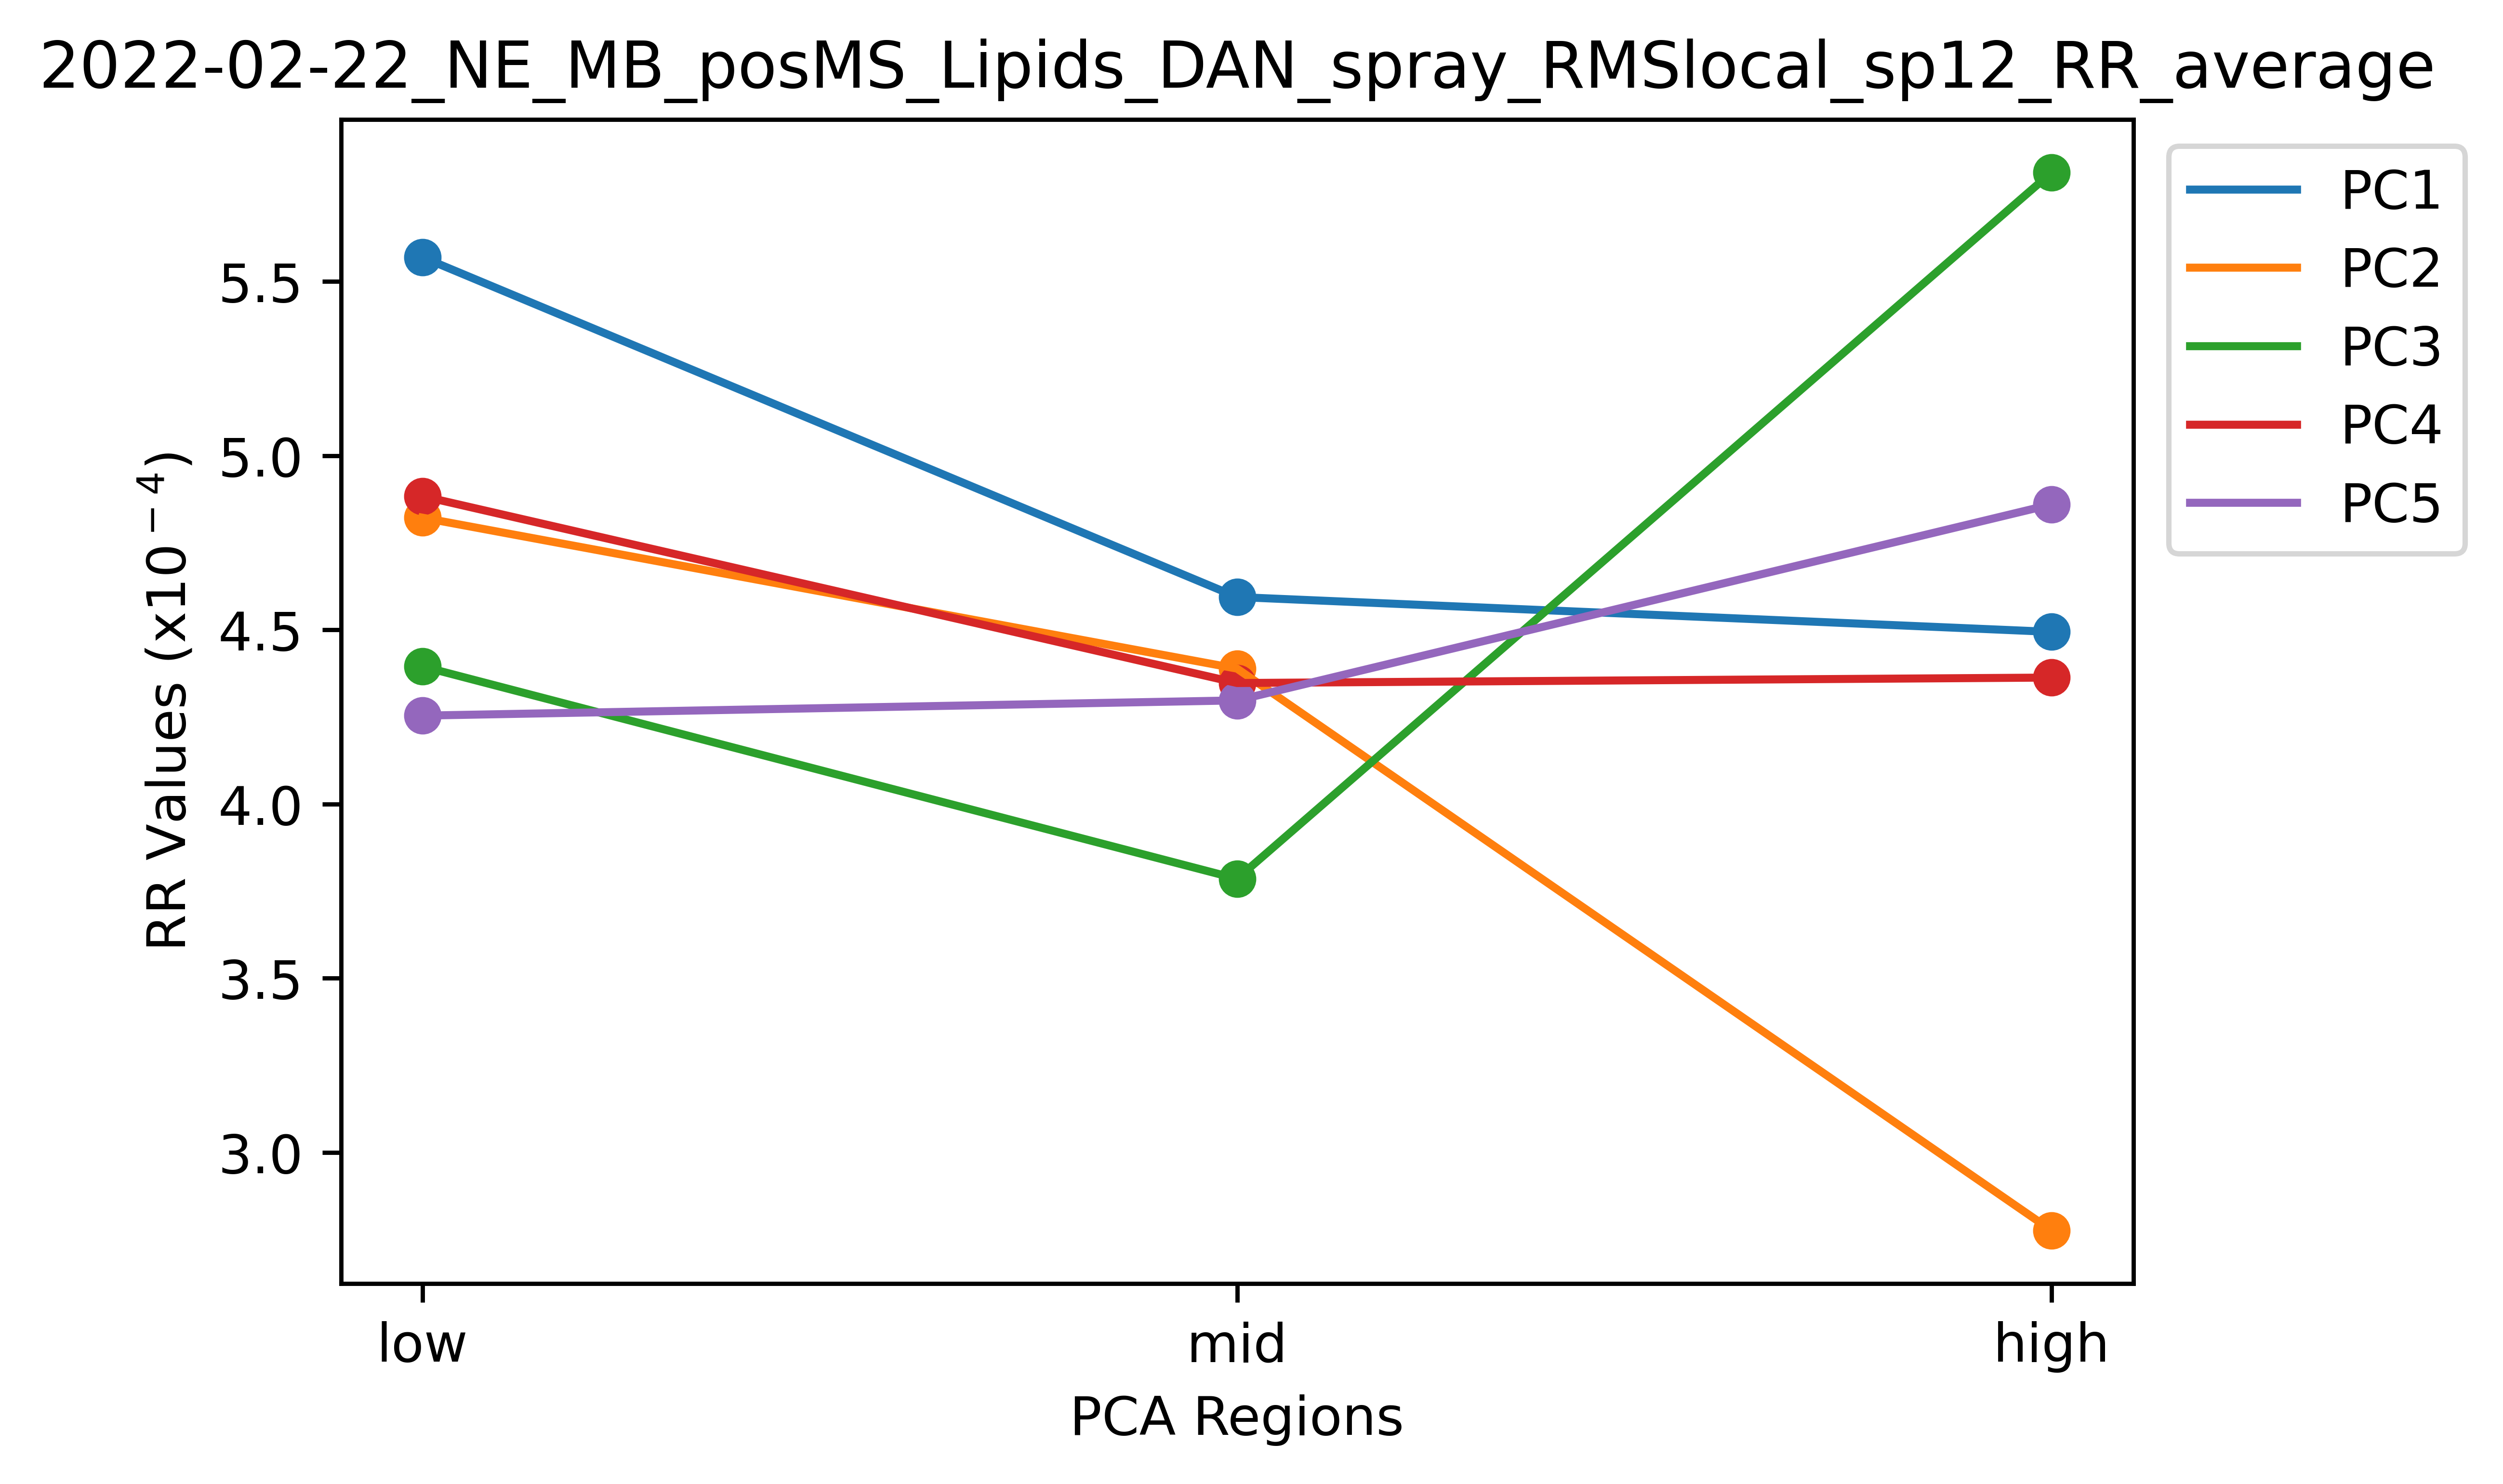 2022-02-22_NE_MB_posMS_Lipids_DAN_spray_RMSlocal_sp12_RR_average
RR Values (x10⁻⁴)
5.5
5.0
4.5
4.0
3.5
3.0
low mid high
PCA Regions
PC1
PC2
PC3
PC4
PC5